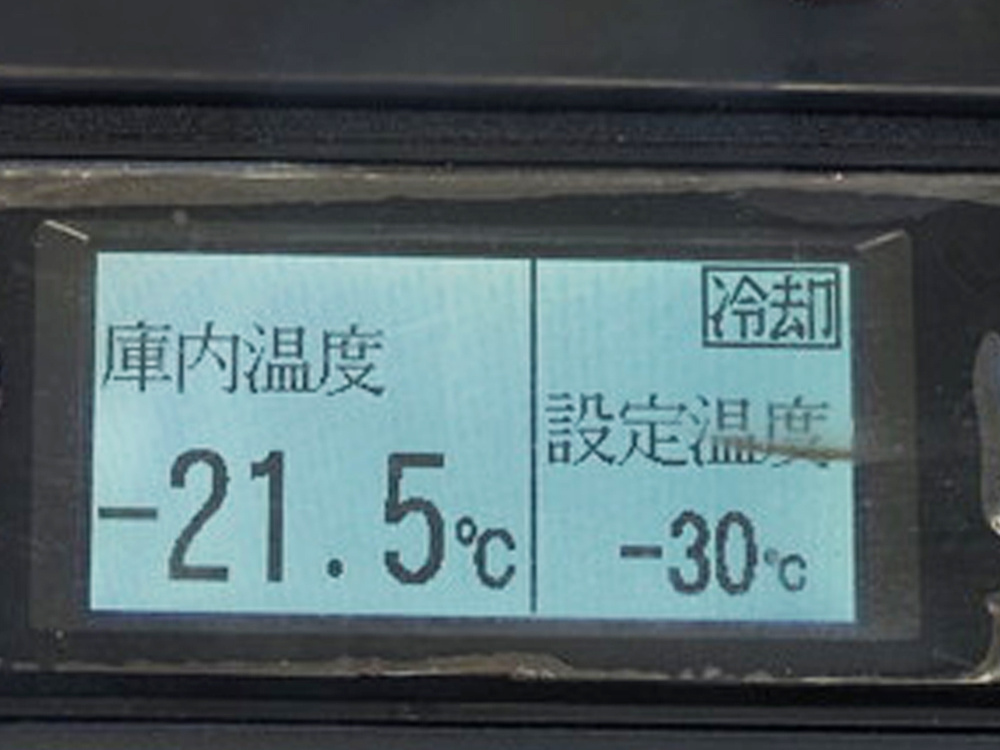 庫内温度
-21.5℃
冷却
設定温度
-30℃